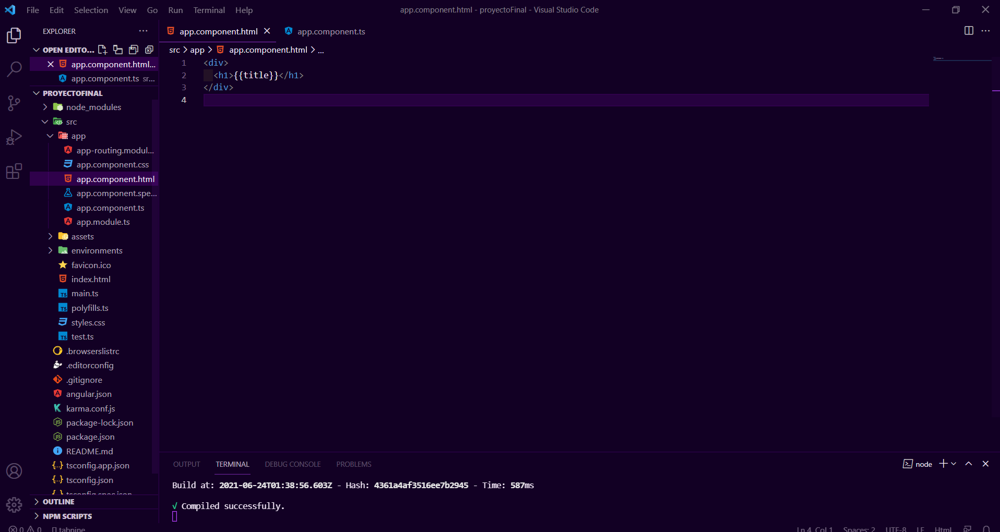 File Edit Selection View Go Run Terminal Help
app.component.html - proyectoFinal - Visual Studio Code
EXPLORER
OPEN EDITO...
app.component.html...
app.component.ts sr...
PROYECTOFINAL
node_modules
src
app
app-routing.modul...
app.component.css
app.component.html
app.component.spe...
app.component.ts
app.module.ts
assets
environments
favicon.ico
index.html
main.ts
polyfills.ts
styles.css
test.ts
.browserslistrc
.editorconfig
.gitignore
angular.json
karma.conf.js
package-lock.json
package.json
README.md
tsconfig.app.json
tsconfig.json
tsconfig.spec.json
OUTLINE
NPM SCRIPTS
app.component.html app.component.ts
src > app > app.component.html > ...
1 <div>
2 <h1>{{title}}</h1>
3 </div>
4
OUTPUT TERMINAL DEBUG CONSOLE PROBLEMS
node
Build at: 2021-06-24T01:38:56.603Z - Hash: 4361a4af3516ee7b2945 - Time: 587ms
√ Compiled successfully.
0 0 tabnine
Ln 4, Col 1 Spaces: 2 UTF-8 LF Html